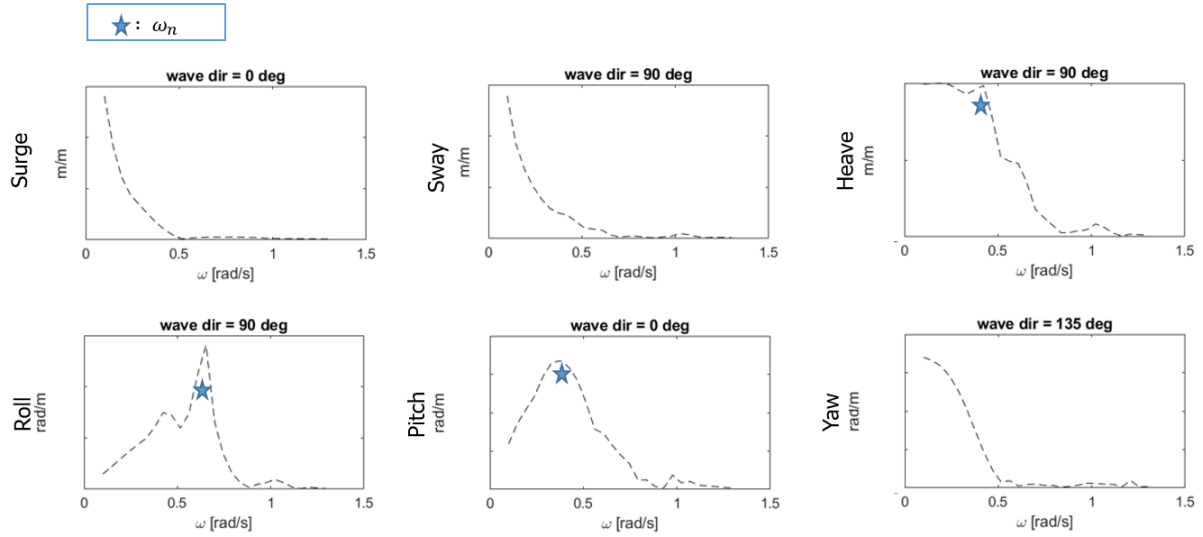 : ωₙ
wave dir = 0 deg
Surge
m/m
0
0.5
1
1.5
ω [rad/s]
wave dir = 90 deg
Sway
m/m
0
0.5
1
1.5
ω [rad/s]
wave dir = 90 deg
Heave
m/m
0
0.5
1
1.5
ω [rad/s]
wave dir = 90 deg
Roll
rad/m
0
0.5
1
1.5
ω [rad/s]
wave dir = 0 deg
Pitch
rad/m
0
0.5
1
1.5
ω [rad/s]
wave dir = 135 deg
Yaw
rad/m
0
0.5
1
1.5
ω [rad/s]